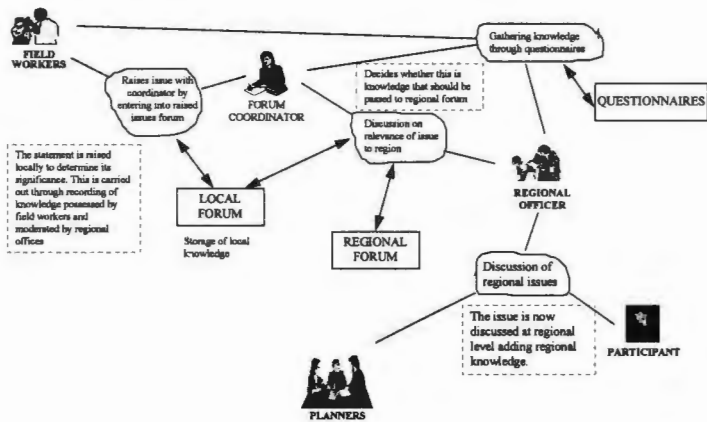 FIELD
WORKERS
Gathering knowledge
through questionnaires
Raises issue with
coordinator by
entering into raised
issues forum
FORUM
COORDINATOR
Decides whether this is
knowledge that should be
passed to regional forum
QUESTIONNAIRES
Discussion on
relevance of issue
to region
The statement is raised
locally to determine its
significance. This is carried
out through recording of
knowledge possessed by
field workers and
moderated by regional
offices
LOCAL
FORUM
Storage of local
knowledge
REGIONAL
FORUM
REGIONAL
OFFICER
Discussion of
regional issues
The issue is now
discussed at regional
level adding regional
knowledge.
PARTICIPANT
PLANNERS